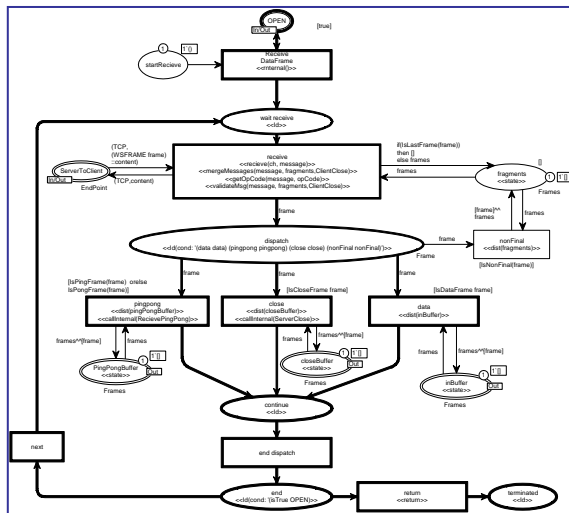 OPEN
In/Out
[true]
1
1`()
startRecieve
Receive
DataFrame
<<Internal()>>
wait receive
<<Id>>
(TCP,
(WSFRAME frame)
::content)
ServerToClient
In/Out
EndPoint
(TCP,content)
receive
<<recieve(ch, message)>>
<<mergeMessages(message, fragments,ClientClose>>
<<getOpCode(message, opCode)>>
<<validateMsg(message, fragments,ClientClose)>>
if(IsLastFrame(frame))
then []
else frames
frames
[]
fragments
<<state>>
1
1`[]
Frames
frame
[frame]^^
frames
frames
dispatch
<<Id(cond: '(data data) (pingpong pingpong) (close close) (nonFinal nonFinal)')>>
frame
Frame
nonFinal
<<dist(fragments)>>
[IsNonFinal(frame)]
frame
frame
frame
[IsPingFrame(frame) orelse
IsPongFrame(frame)]
[IsCloseFrame frame]
[IsDataFrame frame]
pingpong
<<dist(pingPongBuffer)>>
<<callInternal(RecievePingPong)>>
close
<<dist(closeBuffer)>>
<<callInternal(ServerClose)>>
data
<<dist(inBuffer)>>
frames^^[frame]
frames
frames
frames^^[frame]
frames
frames^^[frame]
PingPongBuffer
<<state>>
1
1`[]
Out
Frames
closeBuffer
<<state>>
1
1`[]
Out
Frames
inBuffer
<<state>>
1
1`[]
Out
Frames
continue
<<Id>>
next
end dispatch
end
<<Id(cond: '(isTrue OPEN)>>
return
<<return>>
terminated
<<Id>>